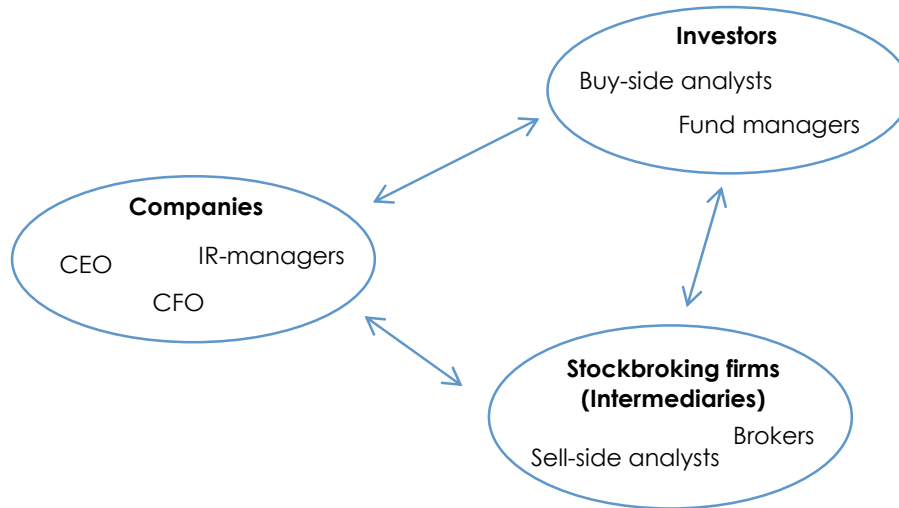 Investors
Buy-side analysts
Fund managers
Companies
IR-managers
CEO
CFO
Stockbroking firms
(Intermediaries)
Brokers
Sell-side analysts